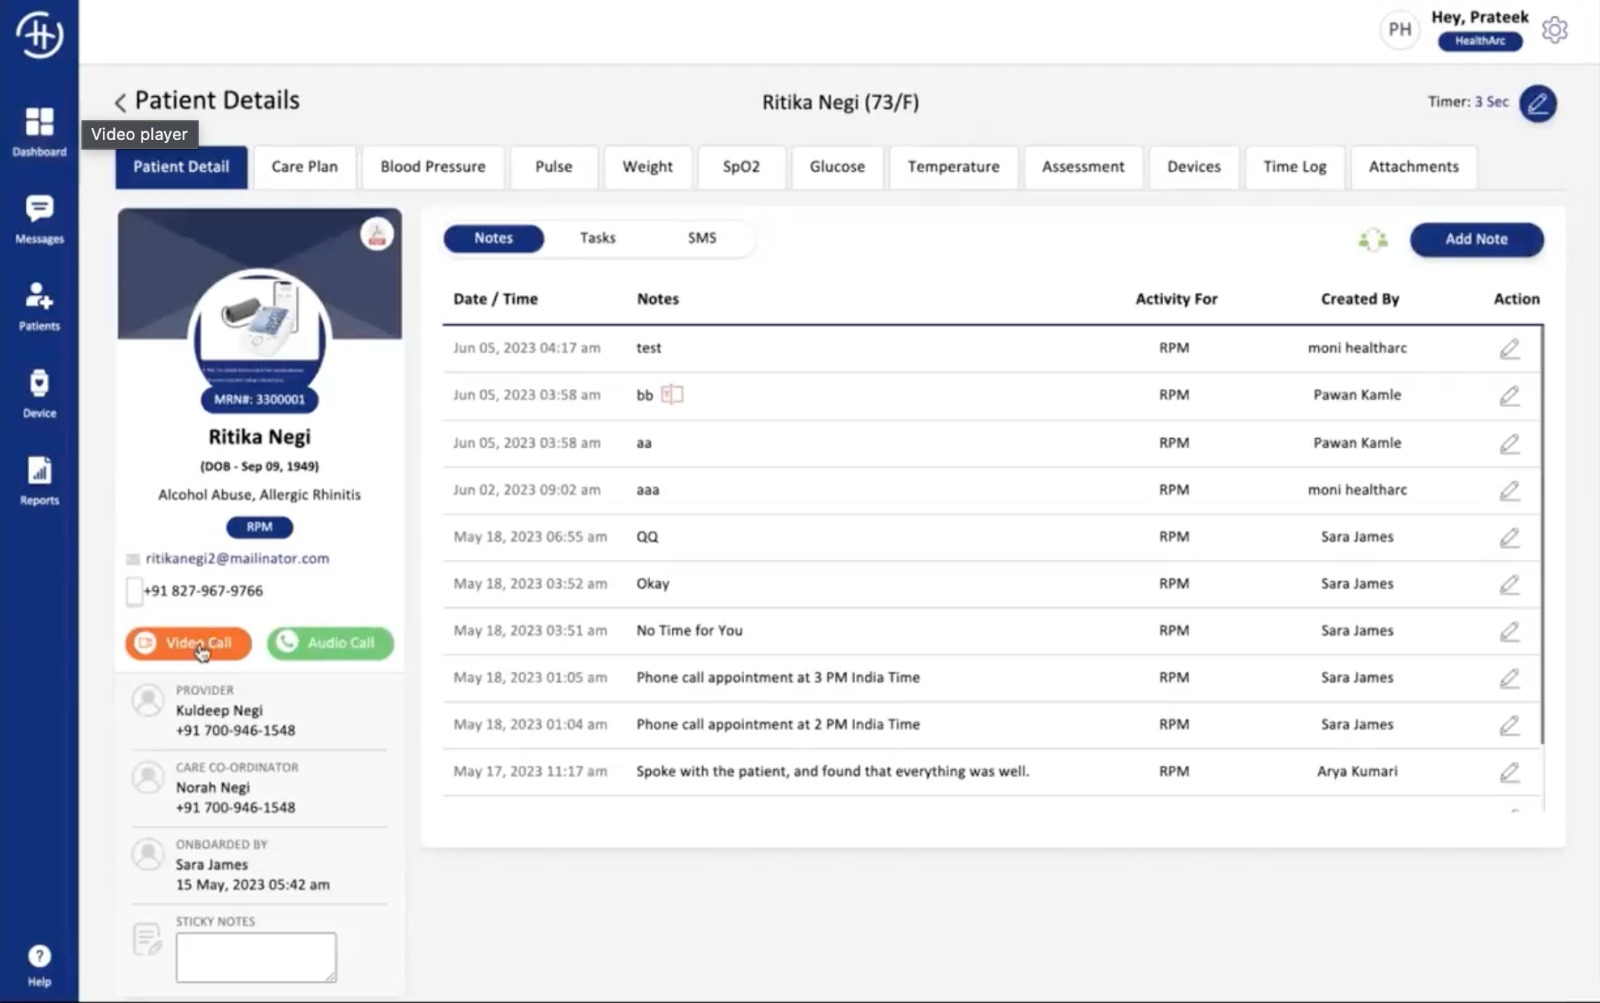 PH
Hey, Prateek
HealthArc
Patient Details
Ritika Negi (73/F)
Timer: 3 Sec
Dashboard
Video player
Patient Detail
Care Plan
Blood Pressure
Pulse
Weight
SpO2
Glucose
Temperature
Assessment
Devices
Time Log
Attachments
Messages
Patients
Device
Reports
Help
MRN#: 3300001
Ritika Negi
(DOB - Sep 09, 1949)
Alcohol Abuse, Allergic Rhinitis
RPM
ritikanegi2@mailinator.com
+91 827-967-9766
Video Call
Audio Call
PROVIDER
Kuldeep Negi
+91 700-946-1548
CARE CO-ORDINATOR
Norah Negi
+91 700-946-1548
ONBOARDED BY
Sara James
15 May, 2023 05:42 am
STICKY NOTES
Notes
Tasks
SMS
Add Note
Date / Time Notes Activity For Created By Action
Jun 05, 2023 04:17 am test RPM moni healtharc
Jun 05, 2023 03:58 am bb RPM Pawan Kamle
Jun 05, 2023 03:58 am aa RPM Pawan Kamle
Jun 02, 2023 09:02 am aaa RPM moni healtharc
May 18, 2023 06:55 am QQ RPM Sara James
May 18, 2023 03:52 am Okay RPM Sara James
May 18, 2023 03:51 am No Time for You RPM Sara James
May 18, 2023 01:05 am Phone call appointment at 3 PM India Time RPM Sara James
May 18, 2023 01:04 am Phone call appointment at 2 PM India Time RPM Sara James
May 17, 2023 11:17 am Spoke with the patient, and found that everything was well. RPM Arya Kumari